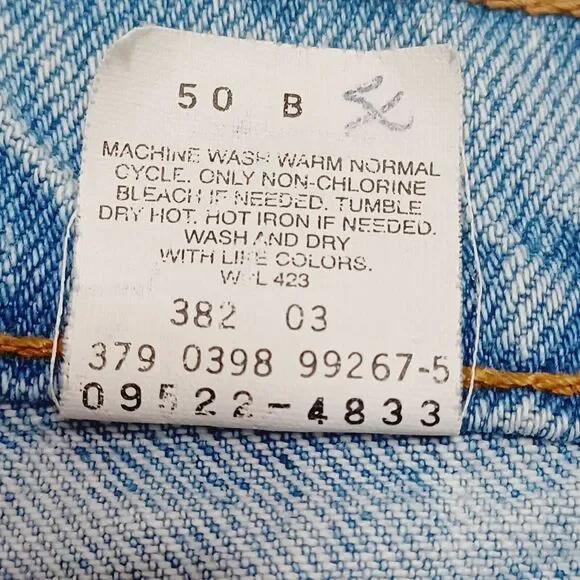 50 B
MACHINE WASH WARM NORMAL
CYCLE. ONLY NON-CHLORINE
BLEACH IF NEEDED. TUMBLE
DRY HOT. HOT IRON IF NEEDED.
WASH AND DRY
WITH LIKE COLORS.
WPL 423
382 03
379 0398 99267-5
09522-4833